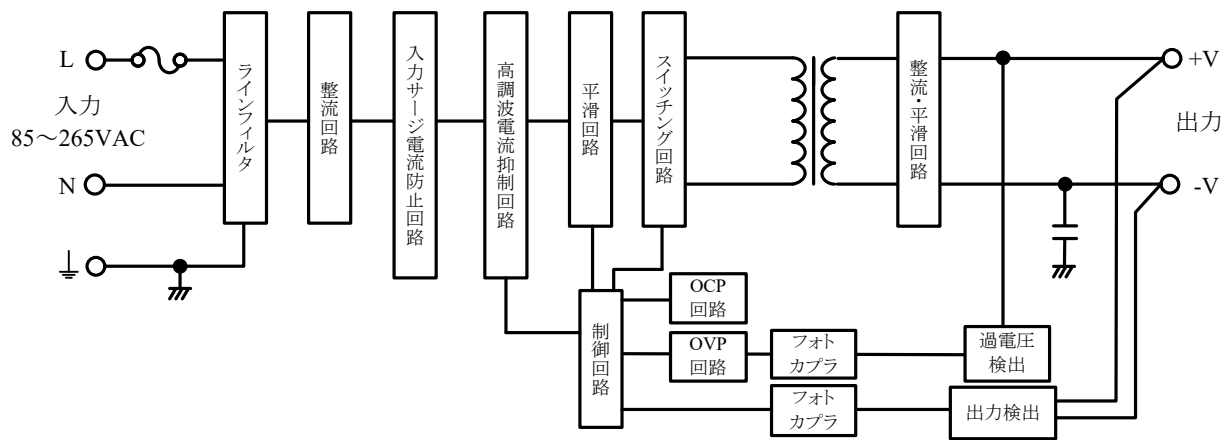 L
入力
85～265VAC
N
ラインフィルタ
整流回路
入力サージ電流防止回路
高調波電流抑制回路
平滑回路
スイッチング回路
整流・平滑回路
+V
出力
-V
制御回路
OCP
回路
OVP
回路
フォト
カプラ
過電圧
検出
フォト
カプラ
出力検出